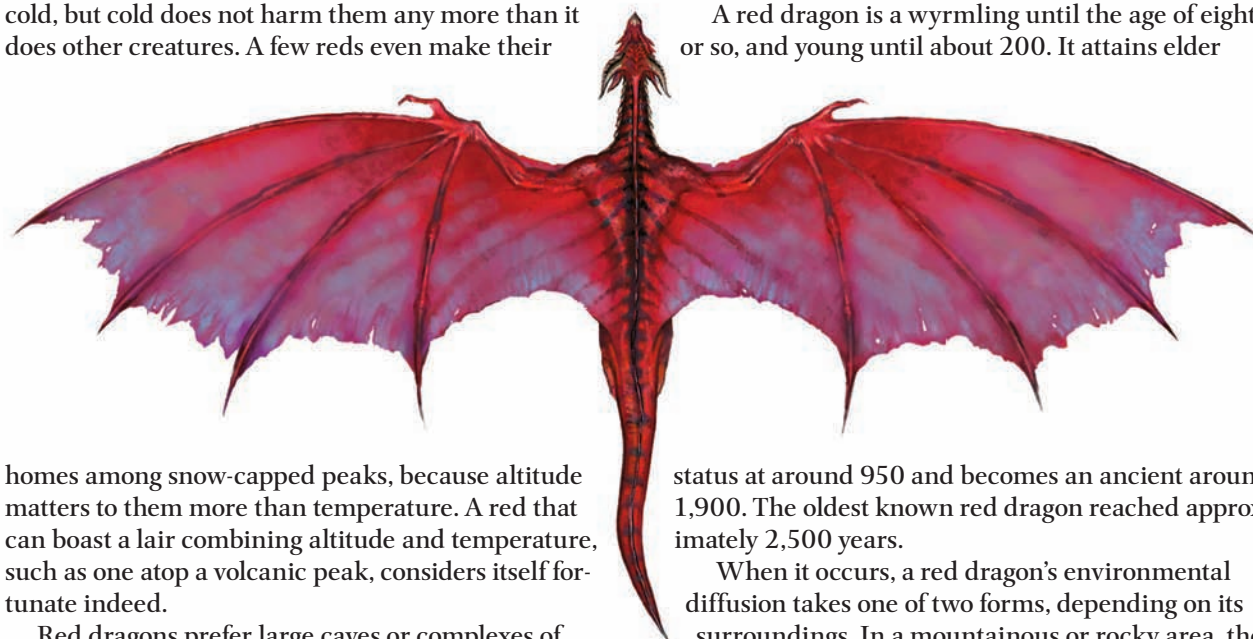 cold, but cold does not harm them any more than it
does other creatures. A few reds even make their
homes among snow-capped peaks, because altitude
matters to them more than temperature. A red that
can boast a lair combining altitude and temperature,
such as one atop a volcanic peak, considers itself for-
tunate indeed.
Red dragons prefer large caves or complexes of
A red dragon is a wyrmling until the age of eight
or so, and young until about 200. It attains elder
status at around 950 and becomes an ancient aroun
1,900. The oldest known red dragon reached approx
imately 2,500 years.
When it occurs, a red dragon’s environmental
diffusion takes one of two forms, depending on its
surroundings. In a mountainous or rocky area, the